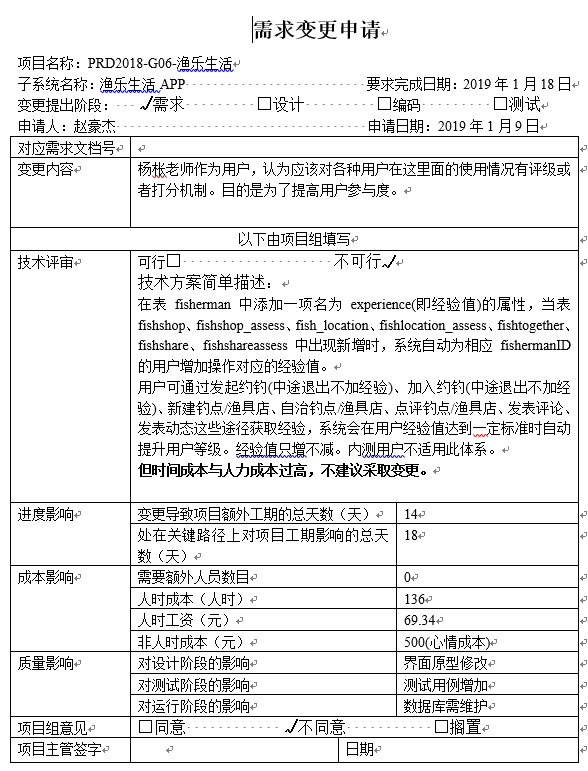 需求变更申请
项目名称：PRD2018-G06-渔乐生活
子系统名称：渔乐生活 APP 要求完成日期：2019 年 1 月 18 日
变更提出阶段： ✓需求 □设计 □编码 □测试
申请人：赵豪杰 申请日期：2019 年 1 月 9 日
对应需求文档号
变更内容 杨枨老师作为用户，认为应该对各种用户在这里面的使用情况有评级或
者打分机制。目的是为了提高用户参与度。
以下由项目组填写
技术评审 可行□ 不可行✓
技术方案简单描述：
在表 fisherman 中添加一项名为 experience(即经验值)的属性，当表
fishshop、fishshop_assess、fish_location、fishlocation_assess、fishtogether、
fishshare、fishshareassess 中出现新增时，系统自动为相应 fishermanID
的用户增加操作对应的经验值。
用户可通过发起约钓(中途退出不加经验)、加入约钓(中途退出不加经
验)、新建钓点/渔具店、自治钓点/渔具店、点评钓点/渔具店、发表评论、
发表动态这些途径获取经验，系统会在用户经验值达到一定标准时自动
提升用户等级。经验值只增不减。内测用户不适用此体系。
但时间成本与人力成本过高，不建议采取变更。
进度影响 变更导致项目额外工期的总天数（天） 14
处在关键路径上对项目工期影响的总天
数（天） 18
成本影响 需要额外人员数目 0
人时成本（人时） 136
人时工资（元） 69.34
非人时成本（元） 500(心情成本)
质量影响 对设计阶段的影响 界面原型修改
对测试阶段的影响 测试用例增加
对运行阶段的影响 数据库需维护
项目组意见 □同意 ✓不同意 □搁置
项目主管签字 日期